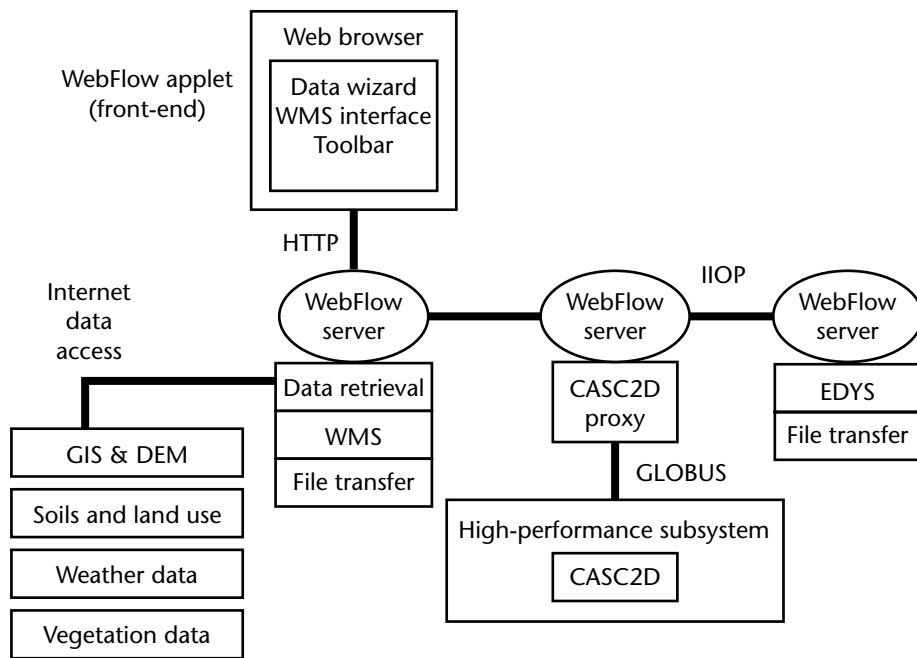 Web browser
WebFlow applet
(front-end)
Data wizard
WMS interface
Toolbar
HTTP
IIOP
Internet
data
access
WebFlow
server
WebFlow
server
WebFlow
server
Data retrieval
WMS
File transfer
CASC2D
proxy
EDYS
File transfer
GLOBUS
GIS & DEM
Soils and land use
Weather data
Vegetation data
High-performance subsystem
CASC2D